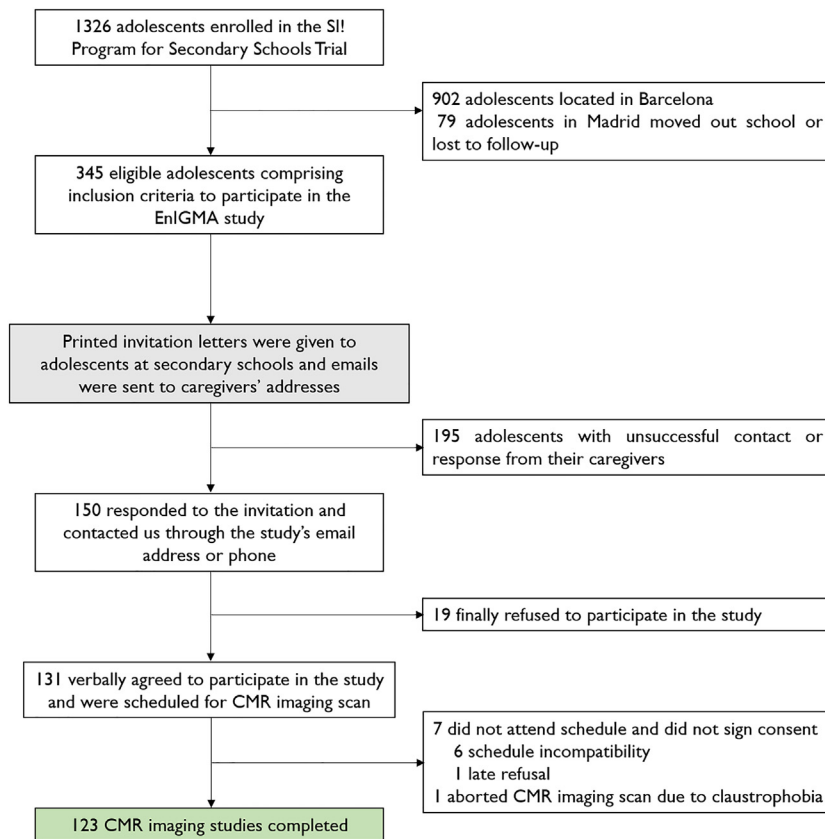 1326 adolescents enrolled in the SI!
Program for Secondary Schools Trial
902 adolescents located in Barcelona
79 adolescents in Madrid moved out school or
lost to follow-up
345 eligible adolescents comprising
inclusion criteria to participate in the
EnIGMA study
Printed invitation letters were given to
adolescents at secondary schools and emails
were sent to caregivers' addresses
195 adolescents with unsuccessful contact or
response from their caregivers
150 responded to the invitation and
contacted us through the study's email
address or phone
19 finally refused to participate in the study
131 verbally agreed to participate in the study
and were scheduled for CMR imaging scan
7 did not attend schedule and did not sign consent
6 schedule incompatibility
1 late refusal
1 aborted CMR imaging scan due to claustrophobia
123 CMR imaging studies completed